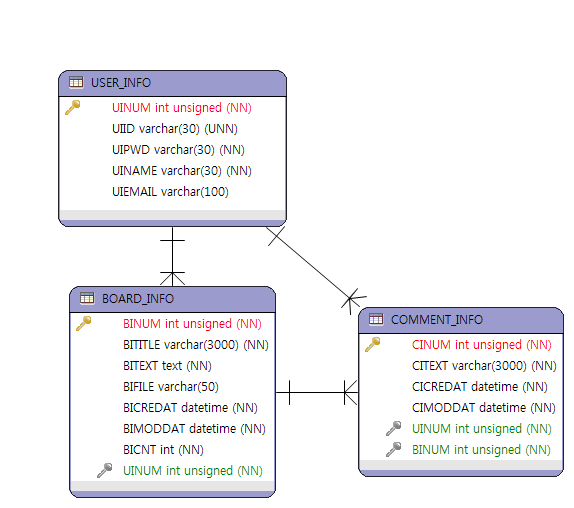 USER_INFO
UINUM int unsigned (NN)
UIID varchar(30) (UNN)
UIPWD varchar(30) (NN)
UINAME varchar(30) (NN)
UIEMAIL varchar(100)
BOARD_INFO
BINUM int unsigned (NN)
BITITLE varchar(3000) (NN)
BITEXT text (NN)
BIFILE varchar(50)
BICREDAT datetime (NN)
BIMODDAT datetime (NN)
BICNT int (NN)
UINUM int unsigned (NN)
COMMENT_INFO
CINUM int unsigned (NN)
CITEXT varchar(3000) (NN)
CICREDAT datetime (NN)
CIMODDAT datetime (NN)
UINUM int unsigned (NN)
BINUM int unsigned (NN)